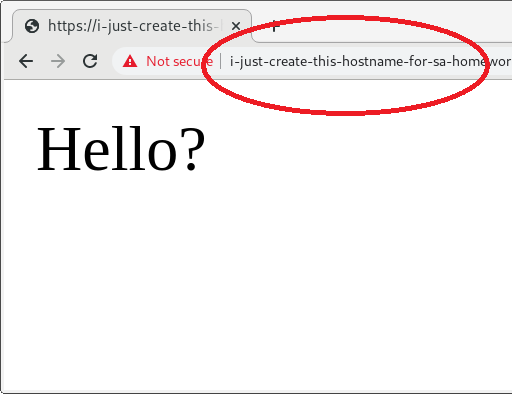 https://i-just-create-this-
Not secure i-just-create-this-hostname-for-sa-homewor
Hello?